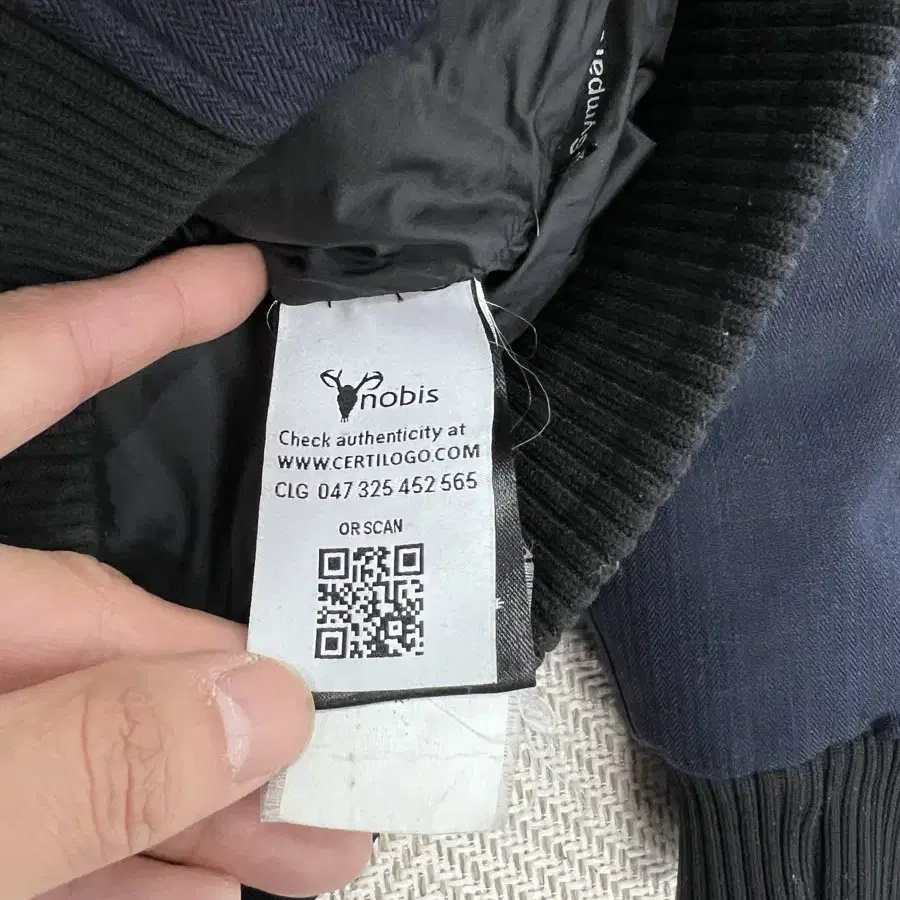 nobis
Check authenticity at
WWW.CERTILOGO.COM
CLG 047 325 452 565
OR SCAN